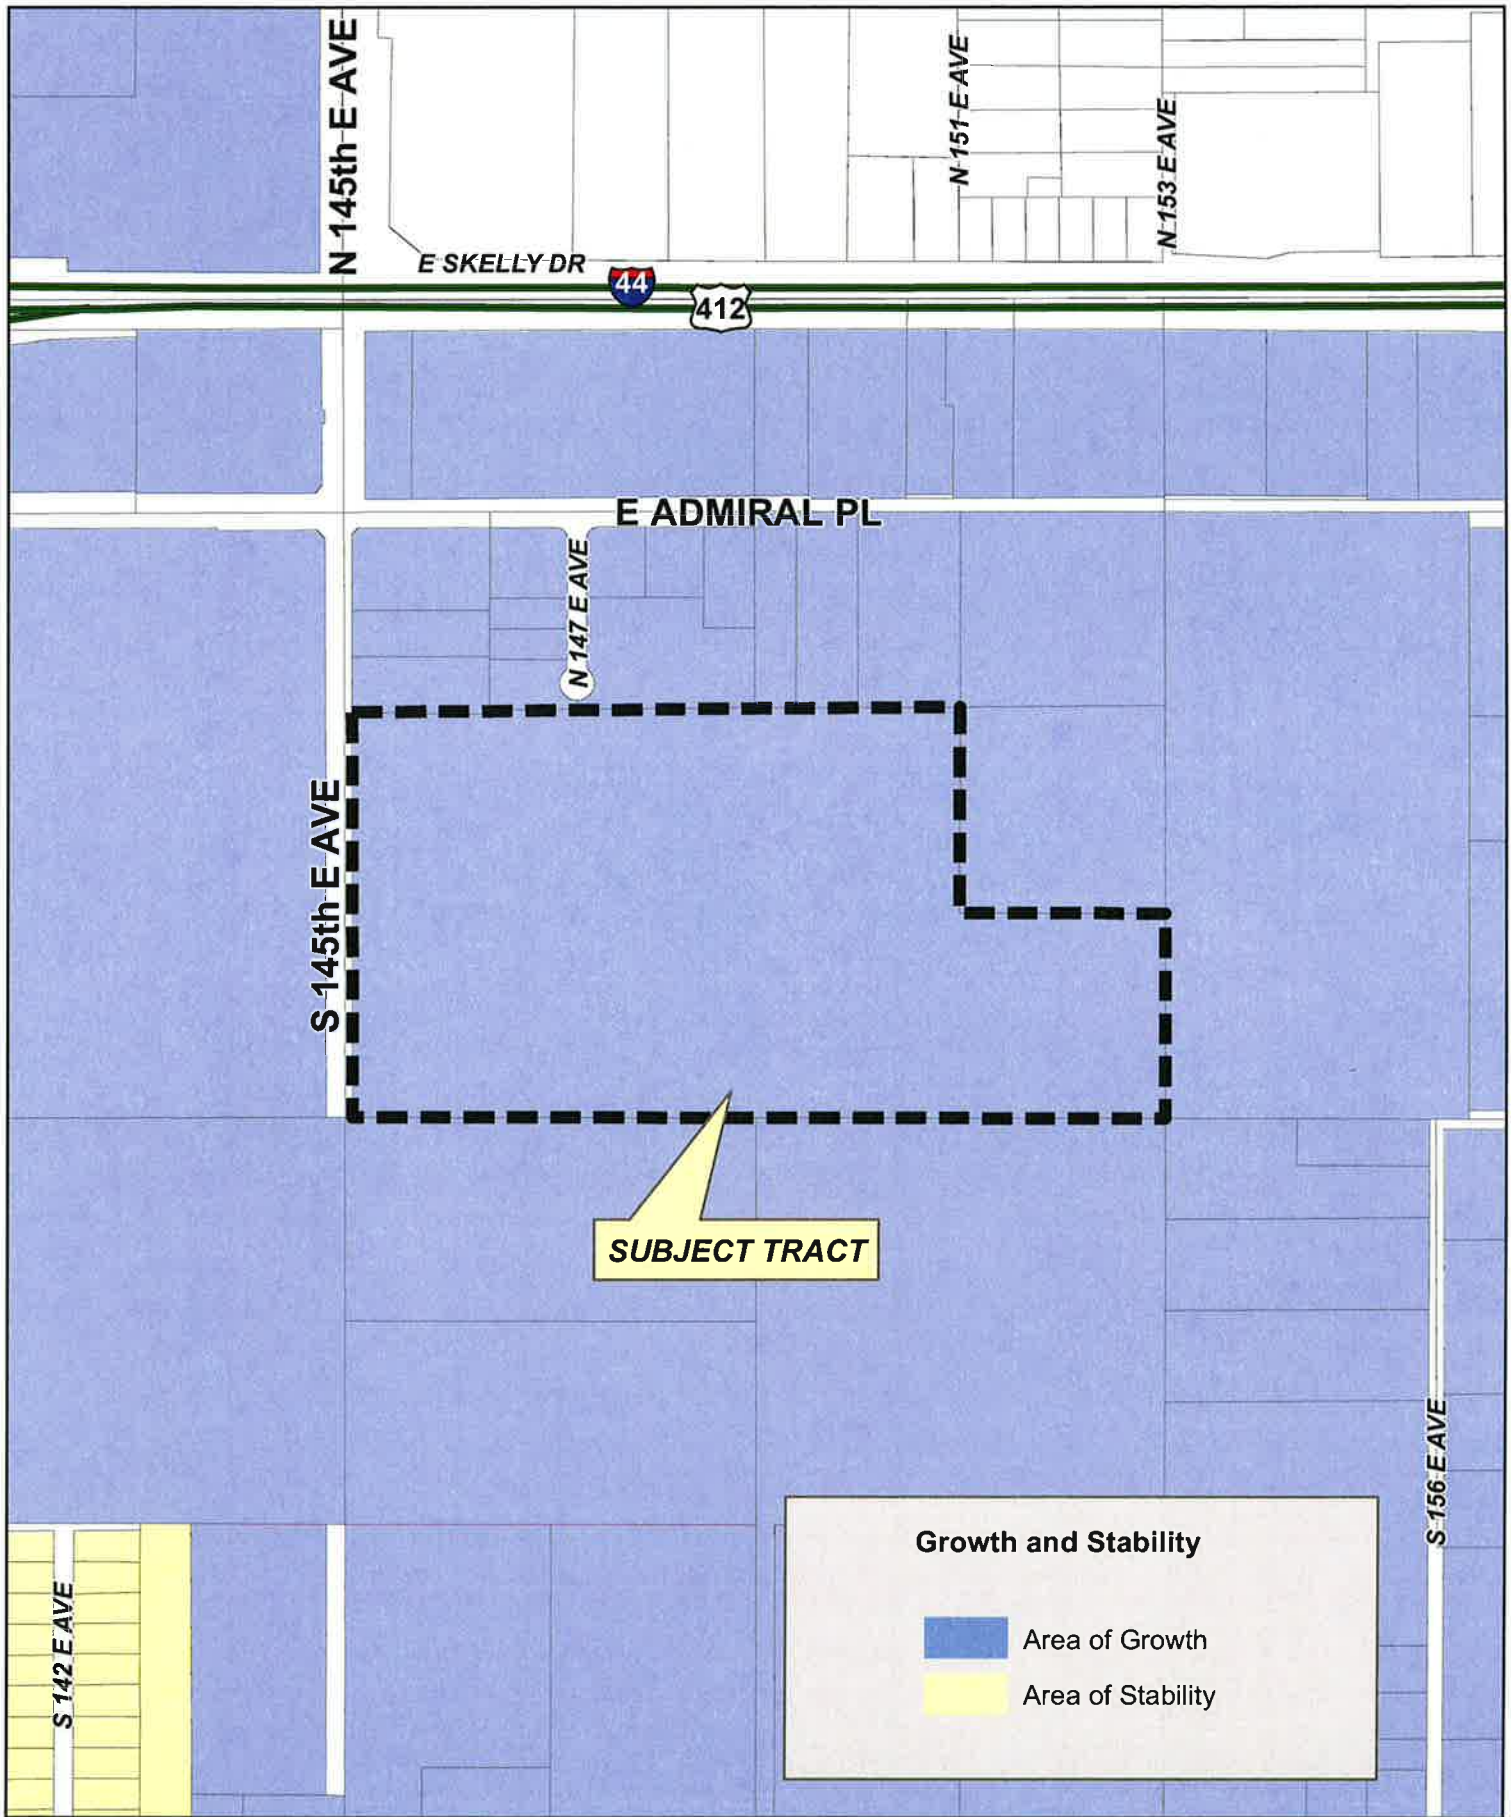 N 145th E AVE
N 151 E AVE
N 153 E AVE
E SKELLY DR
44
412
E ADMIRAL PL
N 147 E AVE
S 145th E AVE
SUBJECT TRACT
S 156 E AVE
Growth and Stability
Area of Growth
Area of Stability
S 142 E AVE